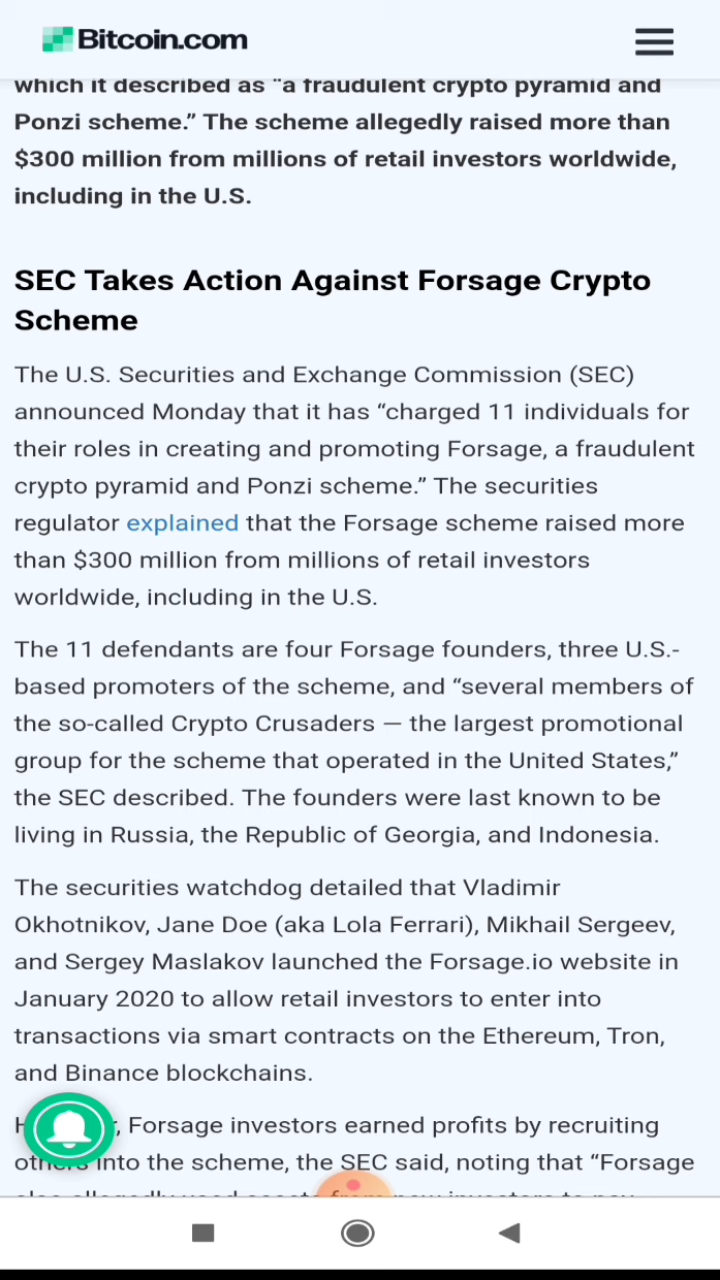 Bitcoin.com
which it described as “a fraudulent crypto pyramid and
Ponzi scheme.” The scheme allegedly raised more than
$300 million from millions of retail investors worldwide,
including in the U.S.
SEC Takes Action Against Forsage Crypto
Scheme
The U.S. Securities and Exchange Commission (SEC)
announced Monday that it has “charged 11 individuals for
their roles in creating and promoting Forsage, a fraudulent
crypto pyramid and Ponzi scheme.” The securities
regulator explained that the Forsage scheme raised more
than $300 million from millions of retail investors
worldwide, including in the U.S.
The 11 defendants are four Forsage founders, three U.S.-
based promoters of the scheme, and “several members of
the so-called Crypto Crusaders — the largest promotional
group for the scheme that operated in the United States,”
the SEC described. The founders were last known to be
living in Russia, the Republic of Georgia, and Indonesia.
The securities watchdog detailed that Vladimir
Okhotnikov, Jane Doe (aka Lola Ferrari), Mikhail Sergeev,
and Sergey Maslakov launched the Forsage.io website in
January 2020 to allow retail investors to enter into
transactions via smart contracts on the Ethereum, Tron,
and Binance blockchains.
, Forsage investors earned profits by recruiting
others into the scheme, the SEC said, noting that “Forsage